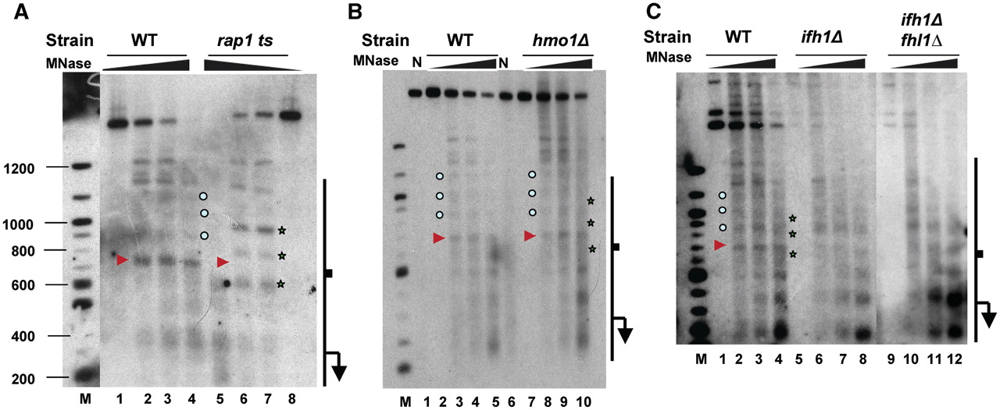 A
Strain WT rap1 ts
MNase
1200
1000
800
600
400
200
M 1 2 3 4 5 6 7 8
B
Strain WT hmo1Δ
MNase N N
M 1 2 3 4 5 6 7 8 9 10
C
ifh1Δ
Strain WT ifh1Δ fhl1Δ
MNase
M 1 2 3 4 5 6 7 8 9 10 11 12